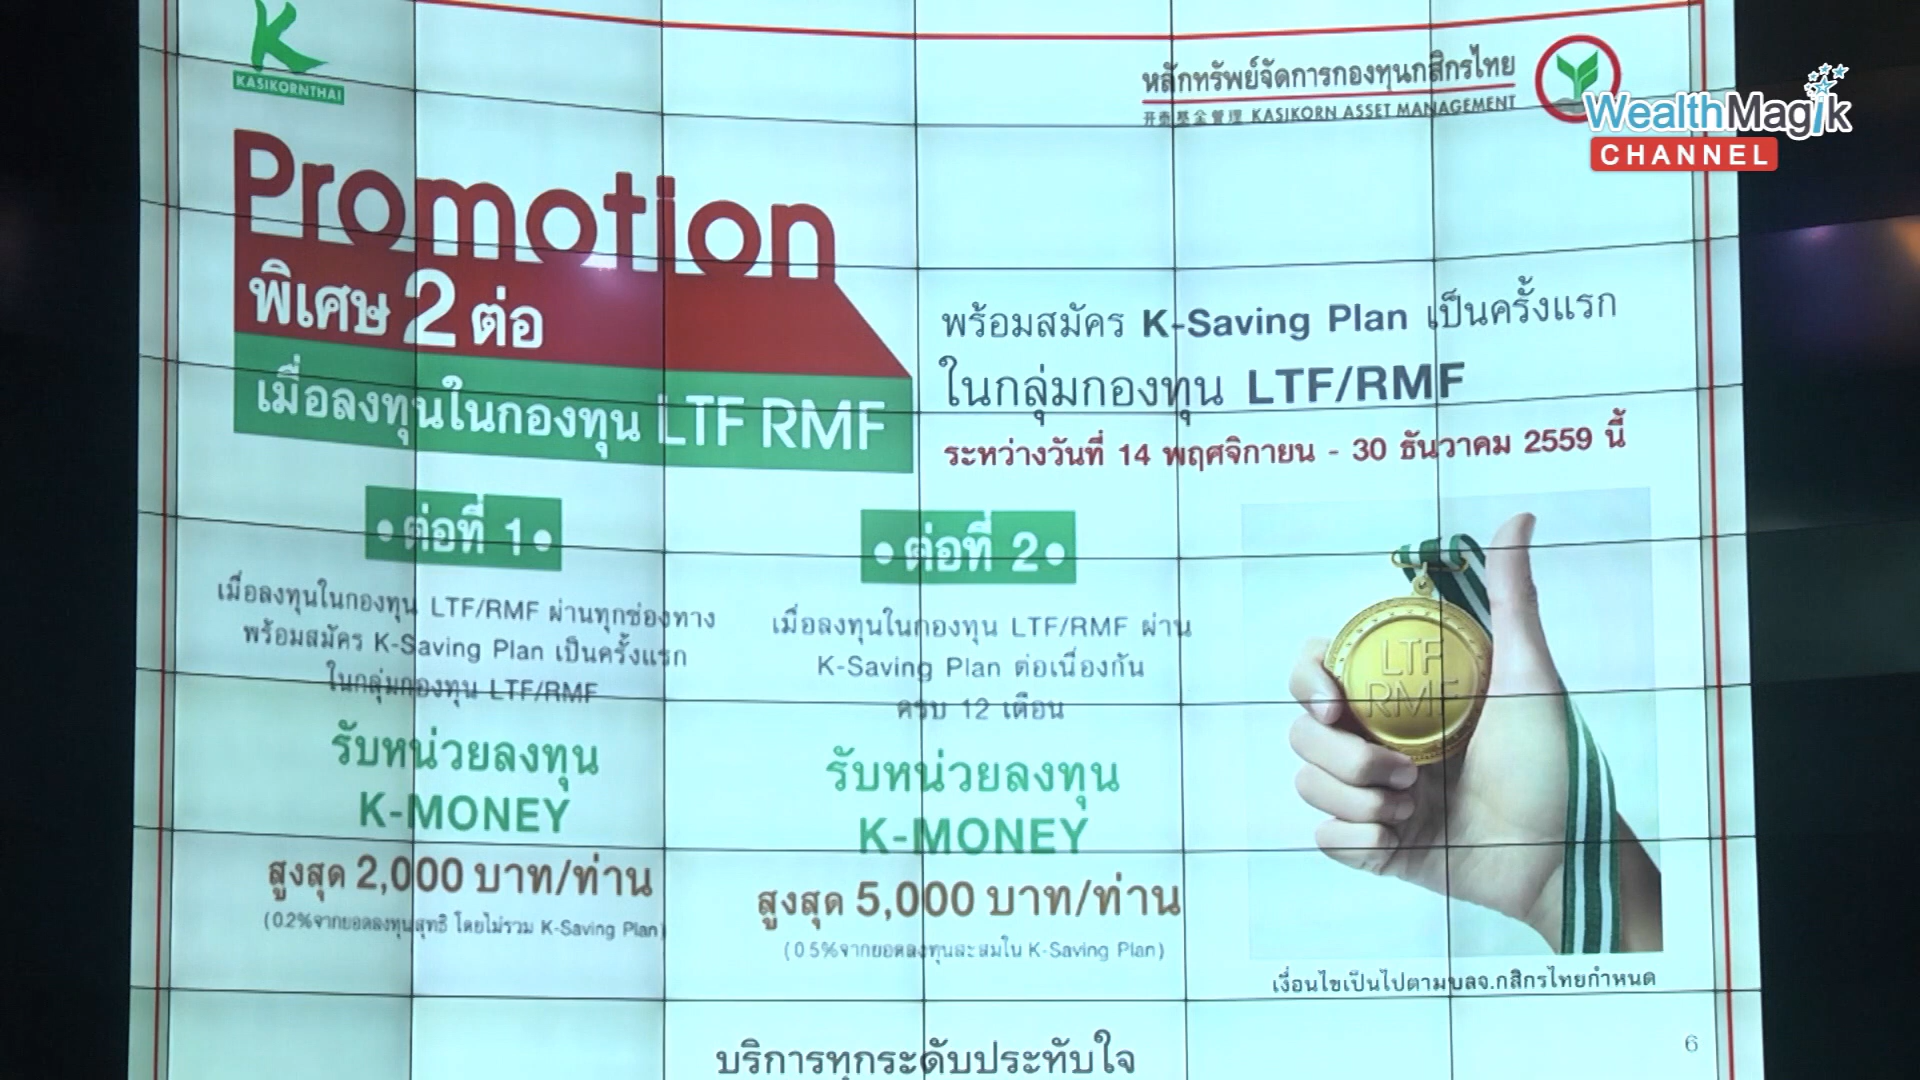 KASIKORNTHAI
หลักทรัพย์จัดการกองทุนกสิกรไทย
开泰基金管理 KASIKORN ASSET MANAGEMENT
WealthMagik
CHANNEL
Promotion
พิเศษ 2 ต่อ
เมื่อลงทุนในกองทุน LTF RMF
พร้อมสมัคร K-Saving Plan เป็นครั้งแรก
ในกลุ่มกองทุน LTF/RMF
ระหว่างวันที่ 14 พฤศจิกายน - 30 ธันวาคม 2559 นี้
• ต่อที่ 1 •
เมื่อลงทุนในกองทุน LTF/RMF ผ่านทุกช่องทาง
พร้อมสมัคร K-Saving Plan เป็นครั้งแรก
ในกลุ่มกองทุน LTF/RMF
รับหน่วยลงทุน
K-MONEY
สูงสุด 2,000 บาท/ท่าน
(0.2%จากยอดลงทุนสุทธิ โดยไม่รวม K-Saving Plan)
• ต่อที่ 2 •
เมื่อลงทุนในกองทุน LTF/RMF ผ่าน
K-Saving Plan ต่อเนื่องกัน
ครบ 12 เดือน
รับหน่วยลงทุน
K-MONEY
สูงสุด 5,000 บาท/ท่าน
(0.5%จากยอดลงทุนสะสมใน K-Saving Plan)
LTF
RMF
เงื่อนไขเป็นไปตามบลจ.กสิกรไทยกำหนด
บริการทุกระดับประทับใจ
6